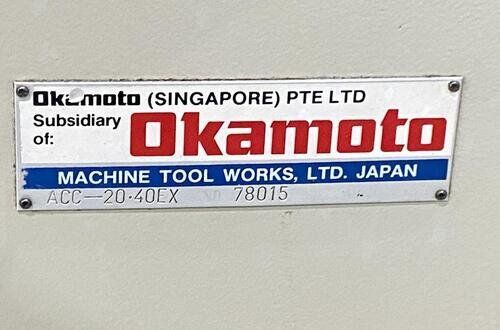 Okamoto (SINGAPORE) PTE LTD
Subsidiary of: Okamoto
MACHINE TOOL WORKS, LTD. JAPAN
ACC-20·40EX 78015